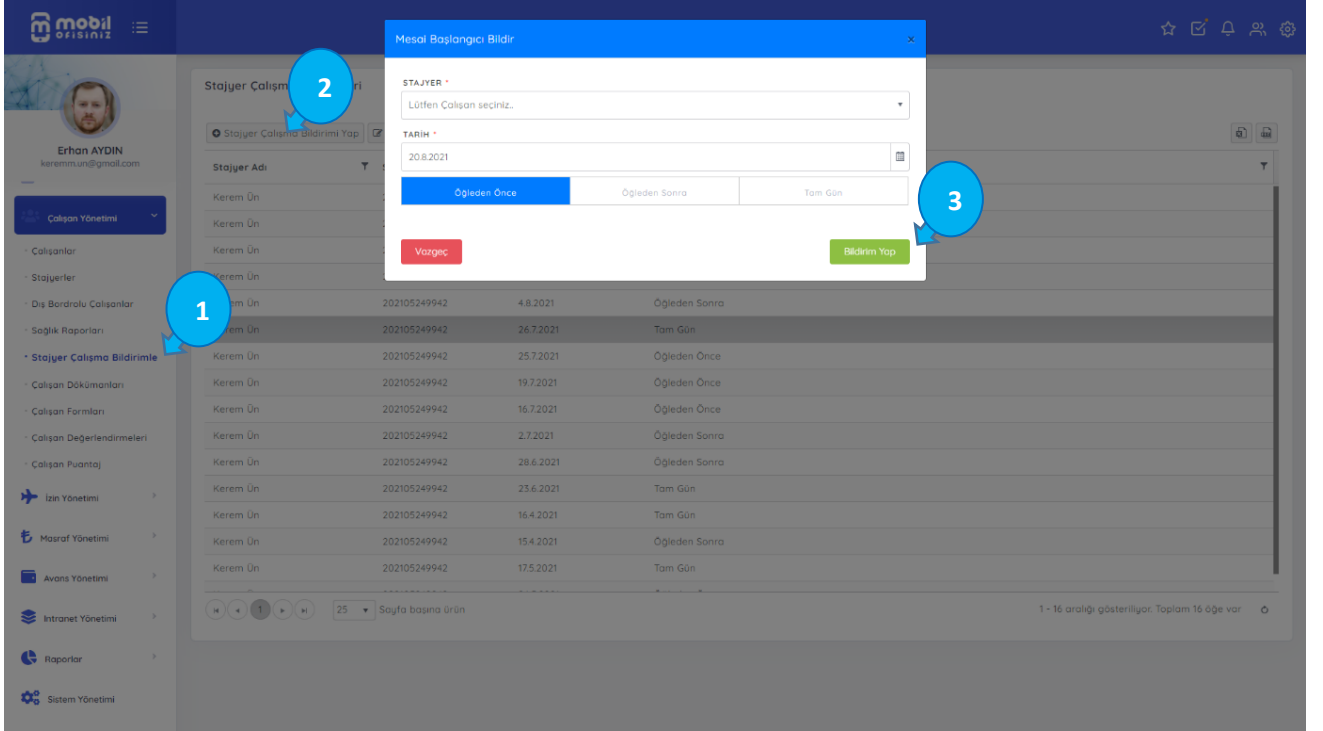 mobil
ofisiniz
Erhan AYDIN
keremm.un@gmail.com
Çalışan Yönetimi
Çalışanlar
Stajyerler
Dış Bordrolu Çalışanlar
Sağlık Raporları
Stajyer Çalışma Bildirimle
Çalışan Dökümanları
Çalışan Formları
Çalışan Değerlendirmeleri
Çalışan Puantaj
İzin Yönetimi
Masraf Yönetimi
Avans Yönetimi
Intranet Yönetimi
Raporlar
Sistem Yönetimi
1
2
3
Mesai Başlangıcı Bildir ×
STAJYER *
Lütfen Çalışan seçiniz..
TARİH *
20.8.2021
Öğleden Önce Öğleden Sonra Tam Gün
Vazgeç Bildirim Yap
Stajyer Çalışm ri
Stajyer Çalışma Bildirimi Yap
Stajyer Adı
Kerem Ün
Kerem Ün
Kerem Ün
Kerem Ün
em Ün 202105249942 4.8.2021 Öğleden Sonra
rem Ün 202105249942 26.7.2021 Tam Gün
Kerem Ün 202105249942 25.7.2021 Öğleden Önce
Kerem Ün 202105249942 19.7.2021 Öğleden Önce
Kerem Ün 202105249942 16.7.2021 Öğleden Önce
Kerem Ün 202105249942 2.7.2021 Öğleden Sonra
Kerem Ün 202105249942 28.6.2021 Öğleden Sonra
Kerem Ün 202105249942 23.6.2021 Tam Gün
Kerem Ün 202105249942 16.4.2021 Tam Gün
Kerem Ün 202105249942 15.4.2021 Öğleden Sonra
Kerem Ün 202105249942 17.5.2021 Tam Gün
1 25 Sayfa başına ürün 1 - 16 aralığı gösteriliyor. Toplam 16 öğe var